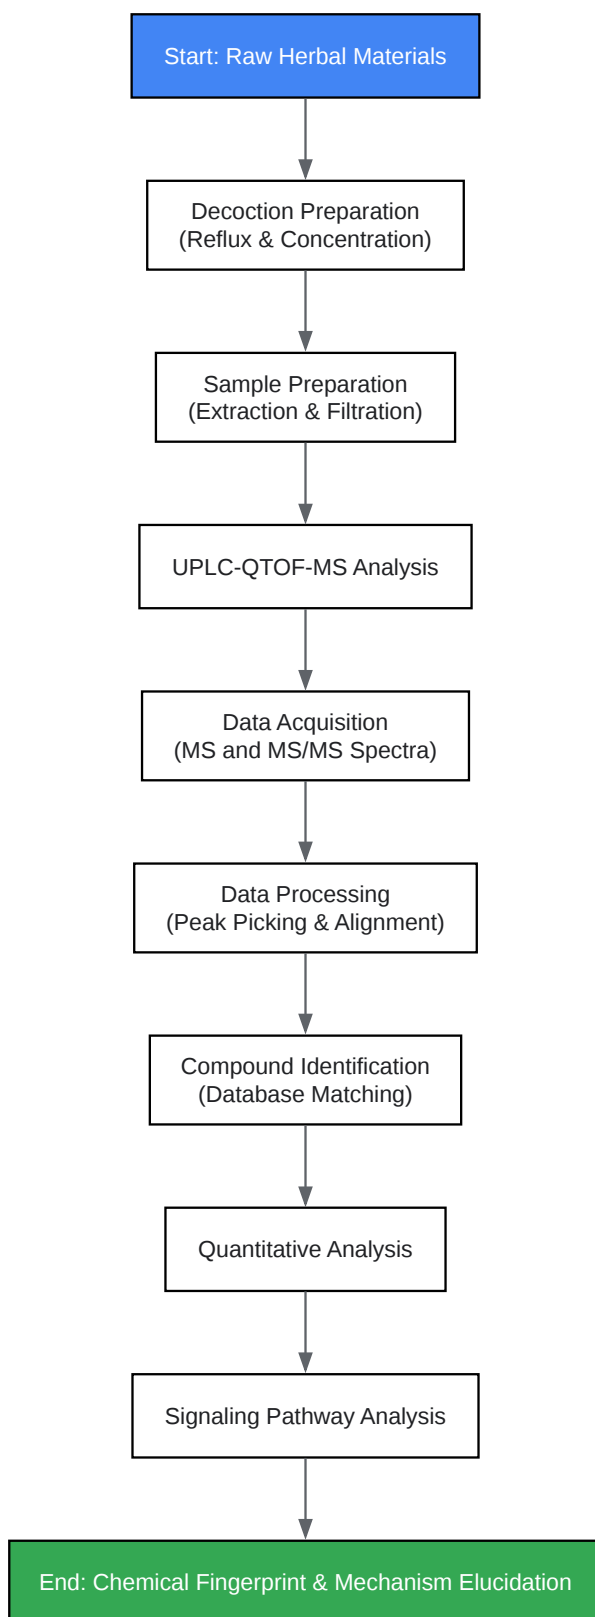 Start: Raw Herbal Materials
Decoction Preparation
(Reflux & Concentration)
Sample Preparation
(Extraction & Filtration)
UPLC-QTOF-MS Analysis
Data Acquisition
(MS and MS/MS Spectra)
Data Processing
(Peak Picking & Alignment)
Compound Identification
(Database Matching)
Quantitative Analysis
Signaling Pathway Analysis
End: Chemical Fingerprint & Mechanism Elucidation